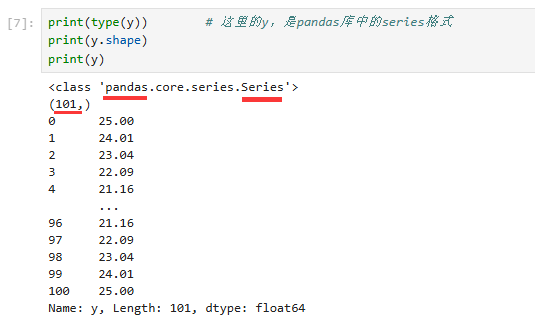 [7]: print(type(y))        # 这里的y，是pandas库中的series格式
print(y.shape)
print(y)
<class 'pandas.core.series.Series'>
(101,)
0      25.00
1      24.01
2      23.04
3      22.09
4      21.16
       ...
96     21.16
97     22.09
98     23.04
99     24.01
100    25.00
Name: y, Length: 101, dtype: float64